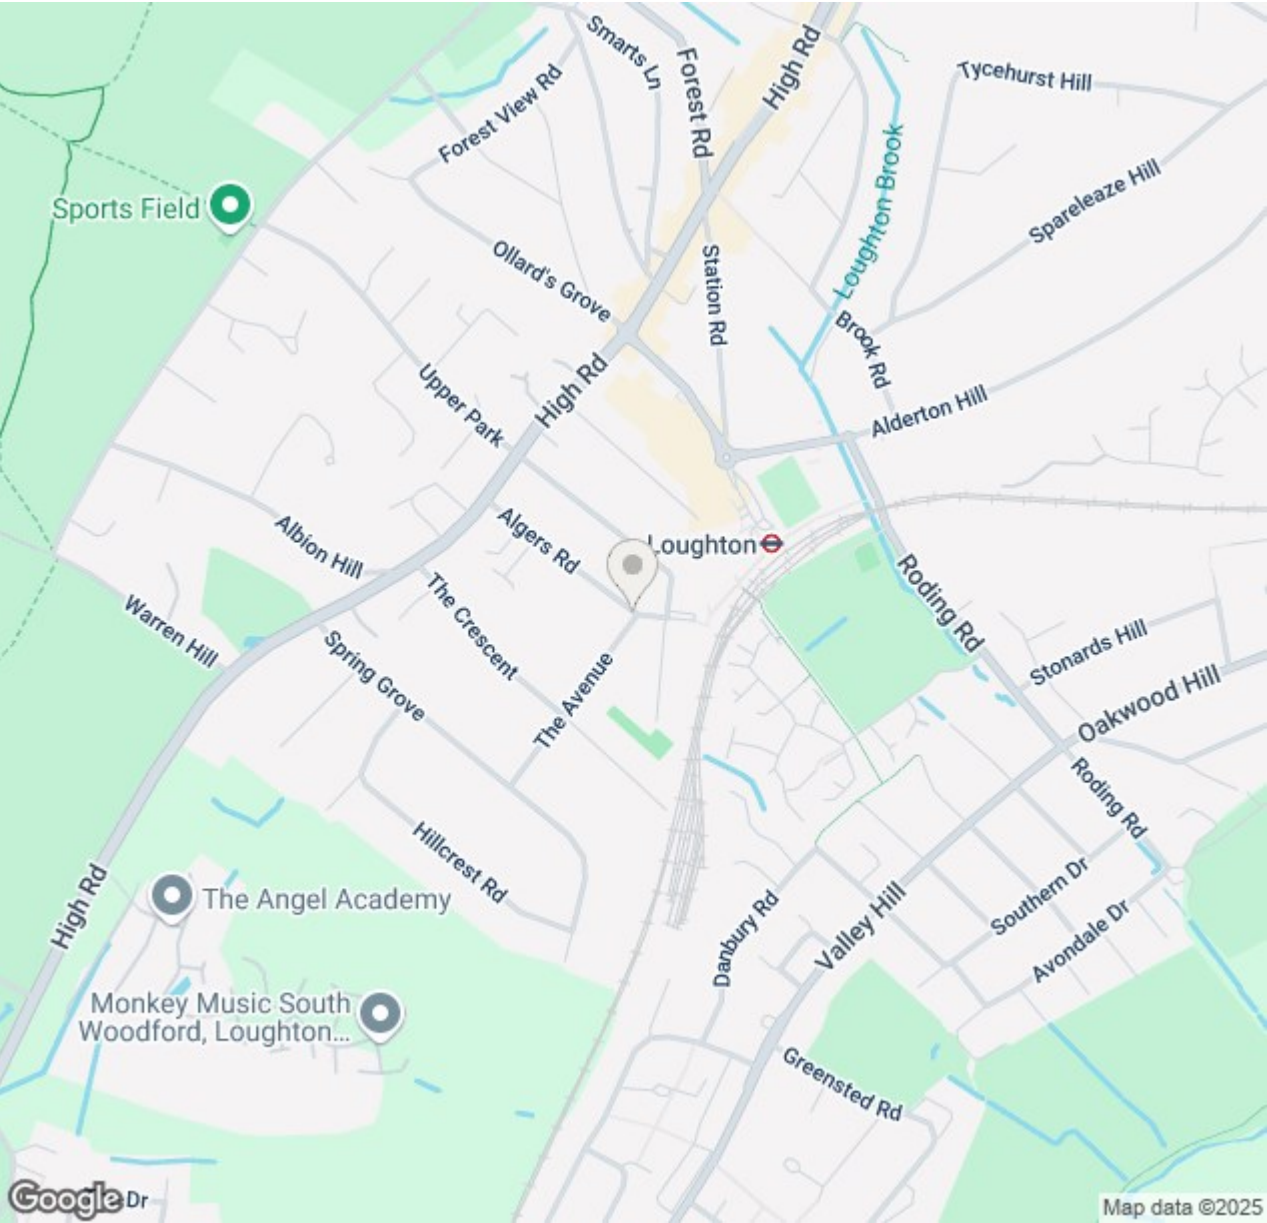 Smarts Ln
Forest Rd
High Rd
Tycehurst Hill
Forest View Rd
Loughton Brook
Sports Field
Spareleaze Hill
Ollard's Grove
Station Rd
Brook Rd
Upper Park
High Rd
Alderton Hill
Algers Rd
Albion Hill
Loughton
Roding Rd
Warren Hill
The Crescent
Stonards Hill
Spring Grove
The Avenue
Oakwood Hill
Roding Rd
Hillcrest Rd
High Rd
The Angel Academy
Danbury Rd
Valley Hill
Southern Dr
Avondale Dr
Monkey Music South
Woodford, Loughton...
Greensted Rd
Google
Dr
Map data ©2025